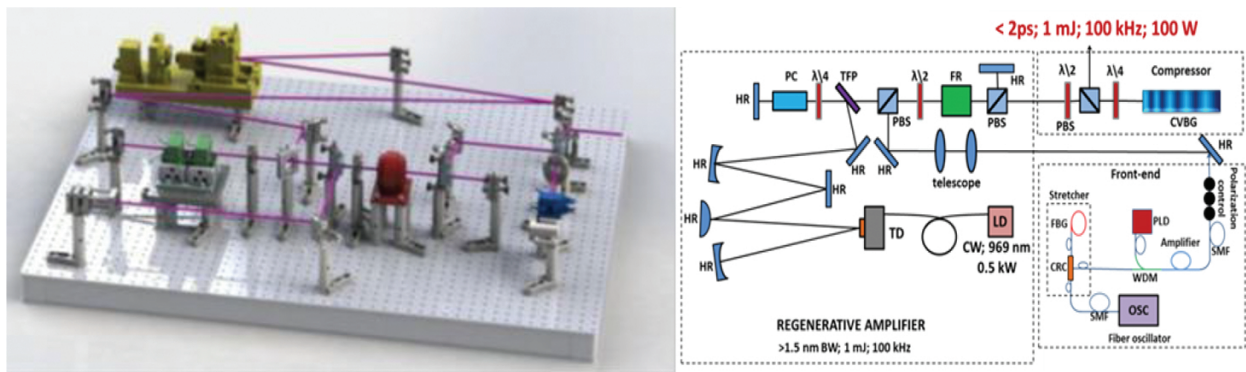 < 2ps; 1 mJ; 100 kHz; 100 W
HR
PC
λ\4
TFP
PBS
λ\2
FR
PBS
HR
λ\2
PBS
λ\4
Compressor
CVBG
HR
HR
HR
telescope
HR
HR
HR
HR
TD
LD
CW; 969 nm
0.5 kW
REGENERATIVE AMPLIFIER
>1.5 nm BW; 1 mJ; 100 kHz
Front-end
Polarization
control
Stretcher
FBG
PLD
Amplifier
SMF
CRC
WDM
SMF
OSC
Fiber oscillator